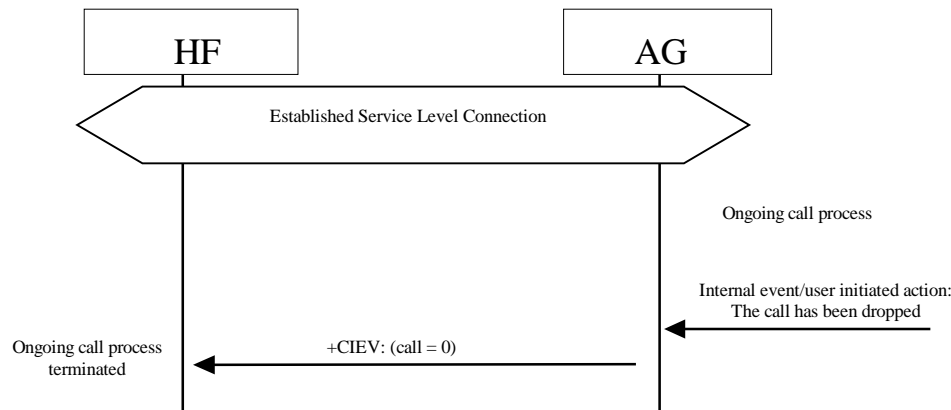 HF
AG
Established Service Level Connection
Ongoing call process
Internal event/user initiated action:
The call has been dropped
Ongoing call process
terminated
+CIEV: (call = 0)